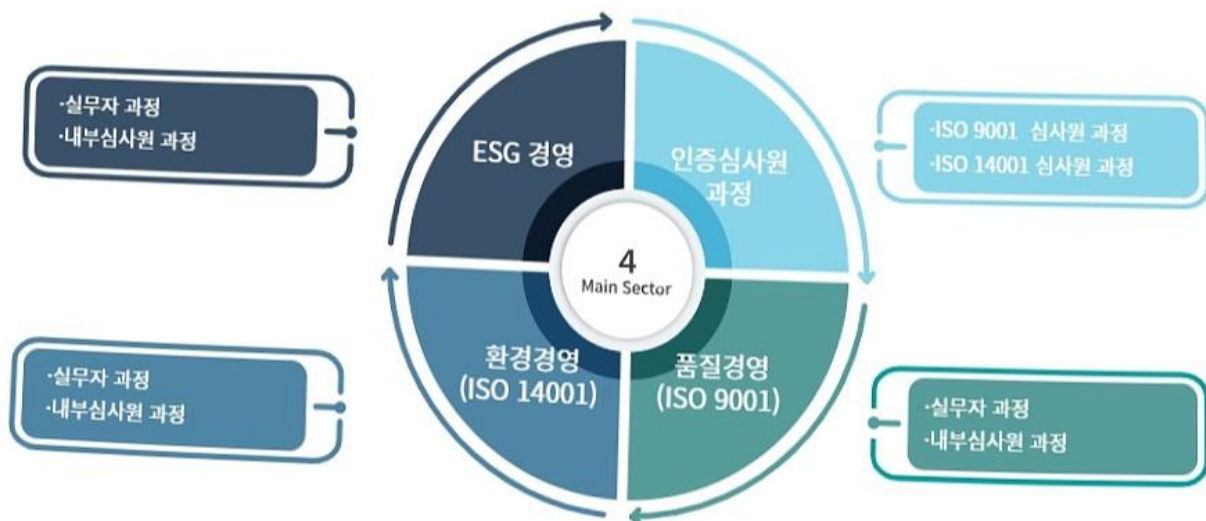 ·실무자 과정
·내부심사원 과정
ESG 경영
인증심사원
과정
·ISO 9001 심사원 과정
·ISO 14001 심사원 과정
4
Main Sector
·실무자 과정
·내부심사원 과정
환경경영
(ISO 14001)
품질경영
(ISO 9001)
·실무자 과정
·내부심사원 과정